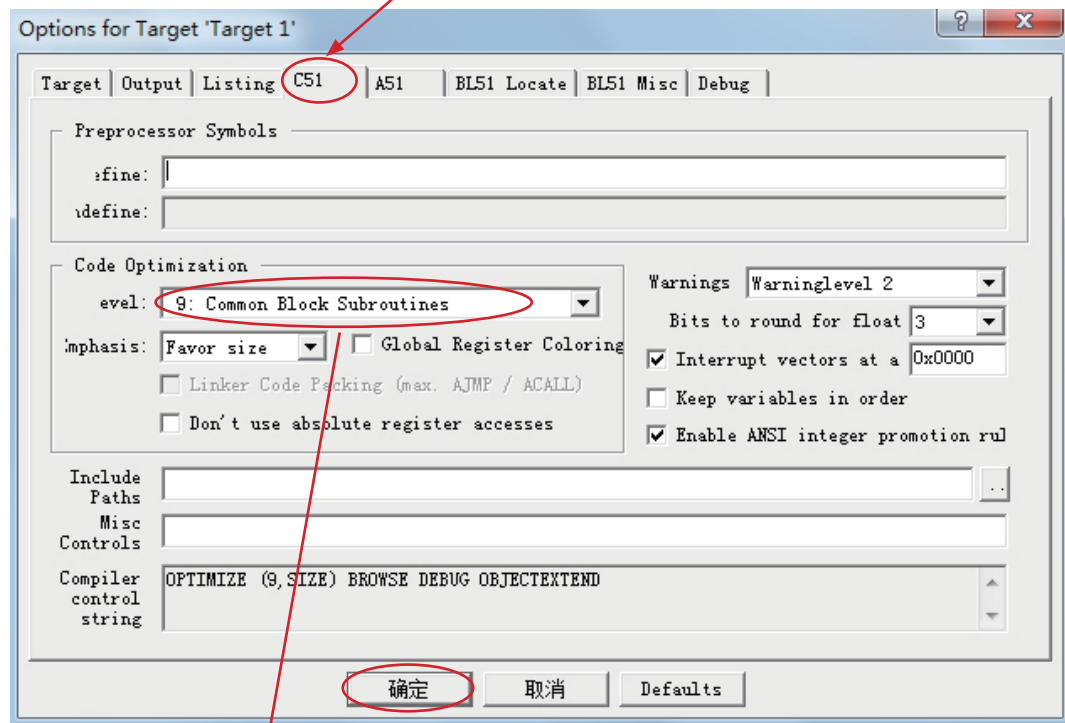 Options for Target 'Target 1'
Target Output Listing C51 A51 BL51 Locate BL51 Misc Debug
Preprocessor Symbols
efine:
define:
Code Optimization
evel: 9: Common Block Subroutines
Warnings Warninglevel 2
Bits to round for float 3
mphasis: Favor size Global Register Coloring
Interrupt vectors at a 0x0000
Linker Code Packing (max. AJMP / ACALL)
Keep variables in order
Don't use absolute register accesses
Enable ANSI integer promotion rul
Include
Paths
..
Misc
Controls
Compiler
control
string
OPTIMIZE (9,SIZE) BROWSE DEBUG OBJECTEXTEND
确定 取消 Defaults